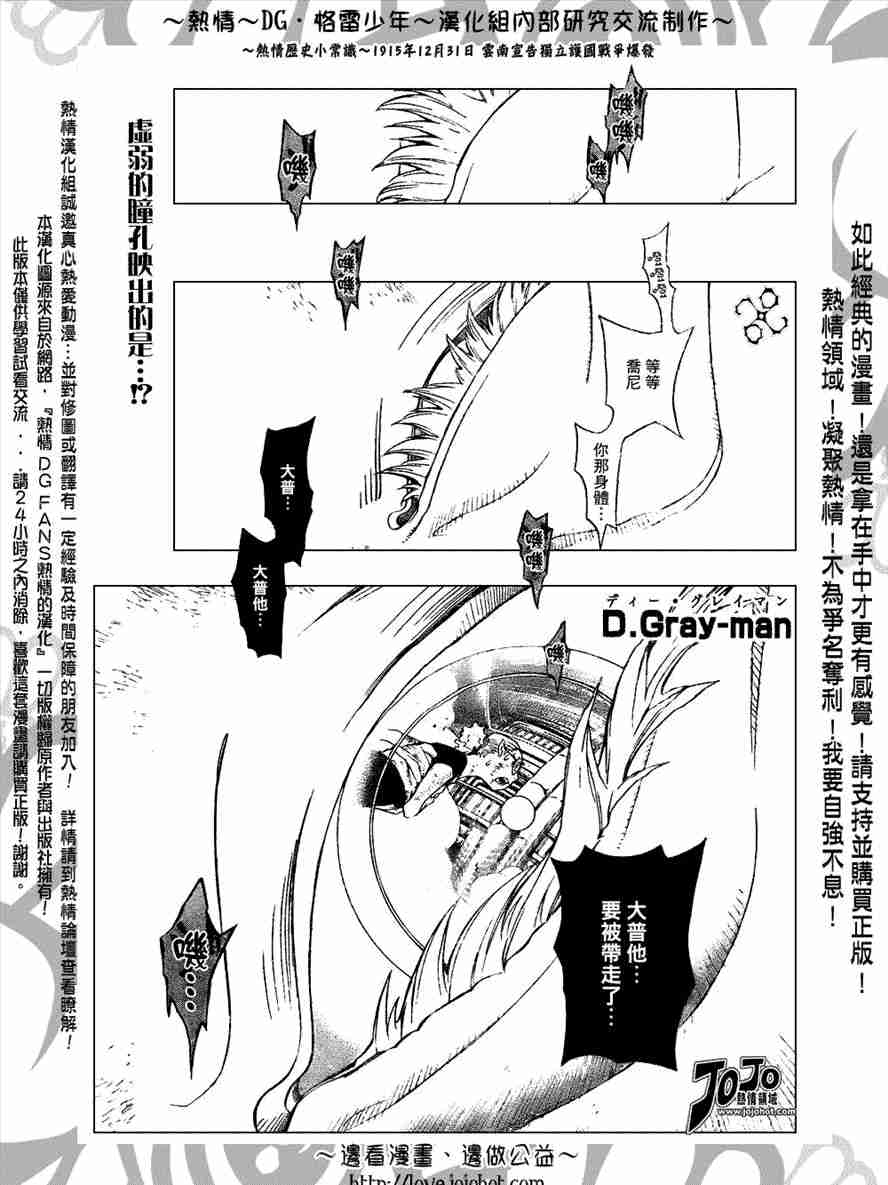 ～熱情～DG．恪雷少年～漢化組內部研究交流制作～
～熱情歷史小常識～1915年12月31日 雲南宣告獨立護國戰爭爆發
如此經典的漫畫！還是拿在手中才更有感覺！請支持並購買正版！
熱情領域！凝聚熱情！不為爭名奪利！我要自強不息！
虛弱的瞳孔映出的是…!?
熱情漢化組誠邀真心熱愛動漫…並對修圖或翻譯有一定經驗及時間保障的朋友加入！ 詳情請到熱情論壇查看瞭解！
本漢化圖源來自於網路．『熱情DG FANS熱情的漢化』一切版權歸原作者與出版社擁有！
此版本僅供學習試看交流．．請24小時之內消除．喜歡這套漫畫請購買正版！謝謝。
等等
喬尼
你那身體…
大普…
大普他…
ディー・グレイマン
D.Gray-man
大普他…
要被帶走了…
嘰…
JOJO
熱情領域
www.jojohot.com
～邊看漫畫、邊做公益～
http://love.jojohot.com